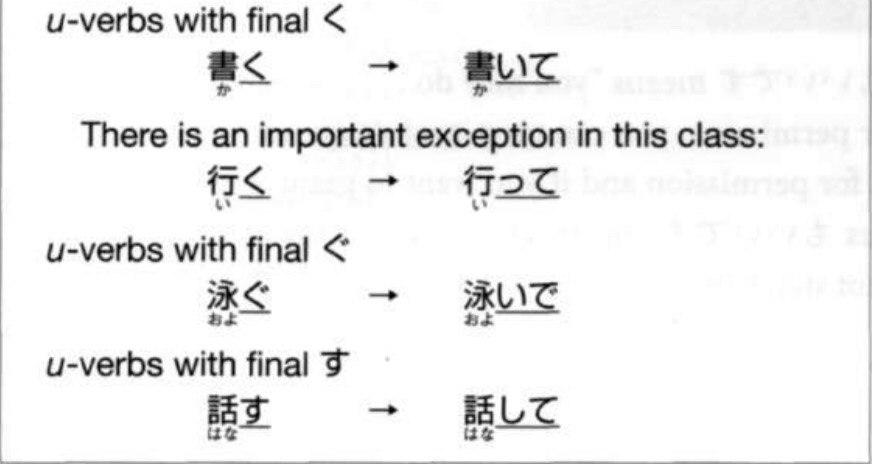 u-verbs with final く
書く → 書いて
か か
There is an important exception in this class:
行く → 行って
い い
u-verbs with final ぐ
泳ぐ → 泳いで
およ およ
u-verbs with final す
話す → 話して
はな はな